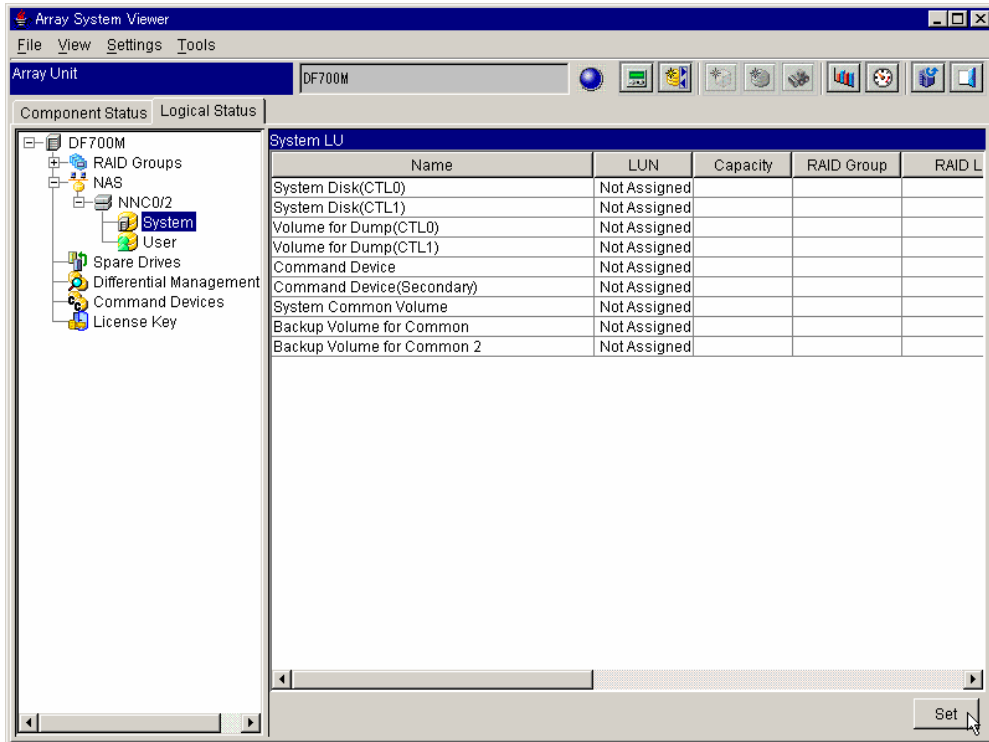 Array System Viewer
File View Settings Tools
Array Unit DF700M
Component Status Logical Status
DF700M
RAID Groups
NAS
NNC0/2
System
User
Spare Drives
Differential Management
Command Devices
License Key
System LU
Name LUN Capacity RAID Group RAID L
System Disk(CTL0) Not Assigned
System Disk(CTL1) Not Assigned
Volume for Dump(CTL0) Not Assigned
Volume for Dump(CTL1) Not Assigned
Command Device Not Assigned
Command Device(Secondary) Not Assigned
System Common Volume Not Assigned
Backup Volume for Common Not Assigned
Backup Volume for Common 2 Not Assigned
Set